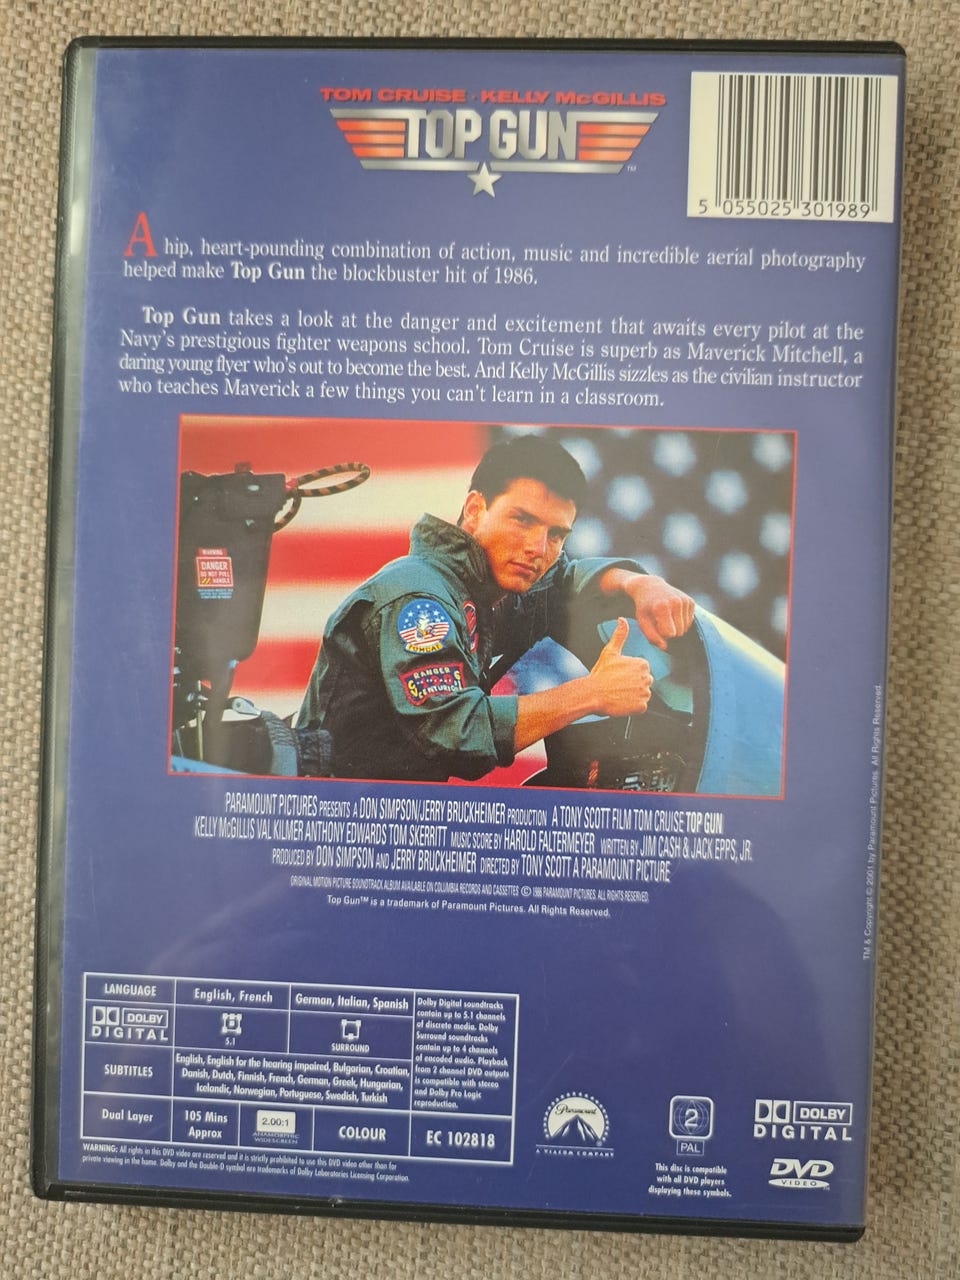 TOM CRUISE · KELLY McGILLIS
TOP GUN
TM
5 055025 301989
A hip, heart-pounding combination of action, music and incredible aerial photography
helped make Top Gun the blockbuster hit of 1986.
Top Gun takes a look at the danger and excitement that awaits every pilot at the
Navy's prestigious fighter weapons school. Tom Cruise is superb as Maverick Mitchell, a
daring young flyer who's out to become the best. And Kelly McGillis sizzles as the civilian instructor
who teaches Maverick a few things you can't learn in a classroom.
WARNING
DANGER
DO NOT PULL
HANDLE
TOMCAT
RANGER
CENTURION
PARAMOUNT PICTURES PRESENTS A DON SIMPSON/JERRY BRUCKHEIMER PRODUCTION A TONY SCOTT FILM TOM CRUISE TOP GUN
KELLY McGILLIS VAL KILMER ANTHONY EDWARDS TOM SKERRITT MUSIC SCORE BY HAROLD FALTERMEYER WRITTEN BY JIM CASH & JACK EPPS, JR.
PRODUCED BY DON SIMPSON AND JERRY BRUCKHEIMER DIRECTED BY TONY SCOTT A PARAMOUNT PICTURE
ORIGINAL MOTION PICTURE SOUNDTRACK ALBUM AVAILABLE ON COLUMBIA RECORDS AND CASSETTES © 1986 PARAMOUNT PICTURES. ALL RIGHTS RESERVED.
Top Gun™ is a trademark of Paramount Pictures. All Rights Reserved.
TM & Copyright © 2001 by Paramount Pictures. All Rights Reserved.
LANGUAGE
English, French
German, Italian, Spanish
DOLBY
DIGITAL
5.1
SURROUND
Dolby Digital soundtracks
contain up to 5.1 channels
of discrete media. Dolby
Surround soundtracks
contain up to 4 channels
of encoded audio. Playback
from 2 channel DVD outputs
is compatible with stereo
and Dolby Pro Logic
reproduction.
SUBTITLES
English, English for the hearing impaired, Bulgarian, Croatian,
Danish, Dutch, Finnish, French, German, Greek, Hungarian,
Icelandic, Norwegian, Portuguese, Swedish, Turkish
Dual Layer
105 Mins
Approx
2.00:1
ANAMORPHIC
WIDESCREEN
COLOUR
EC 102818
WARNING: All rights in this DVD video are reserved and it is strictly prohibited to use this DVD video other than for
private viewing in the home. Dolby and the Double-D symbol are trademarks of Dolby Laboratories Licensing Corporation.
Paramount
A VIACOM COMPANY
2
PAL
This disc is compatible
with all DVD players
displaying these symbols.
DOLBY
DIGITAL
DVD
VIDEO